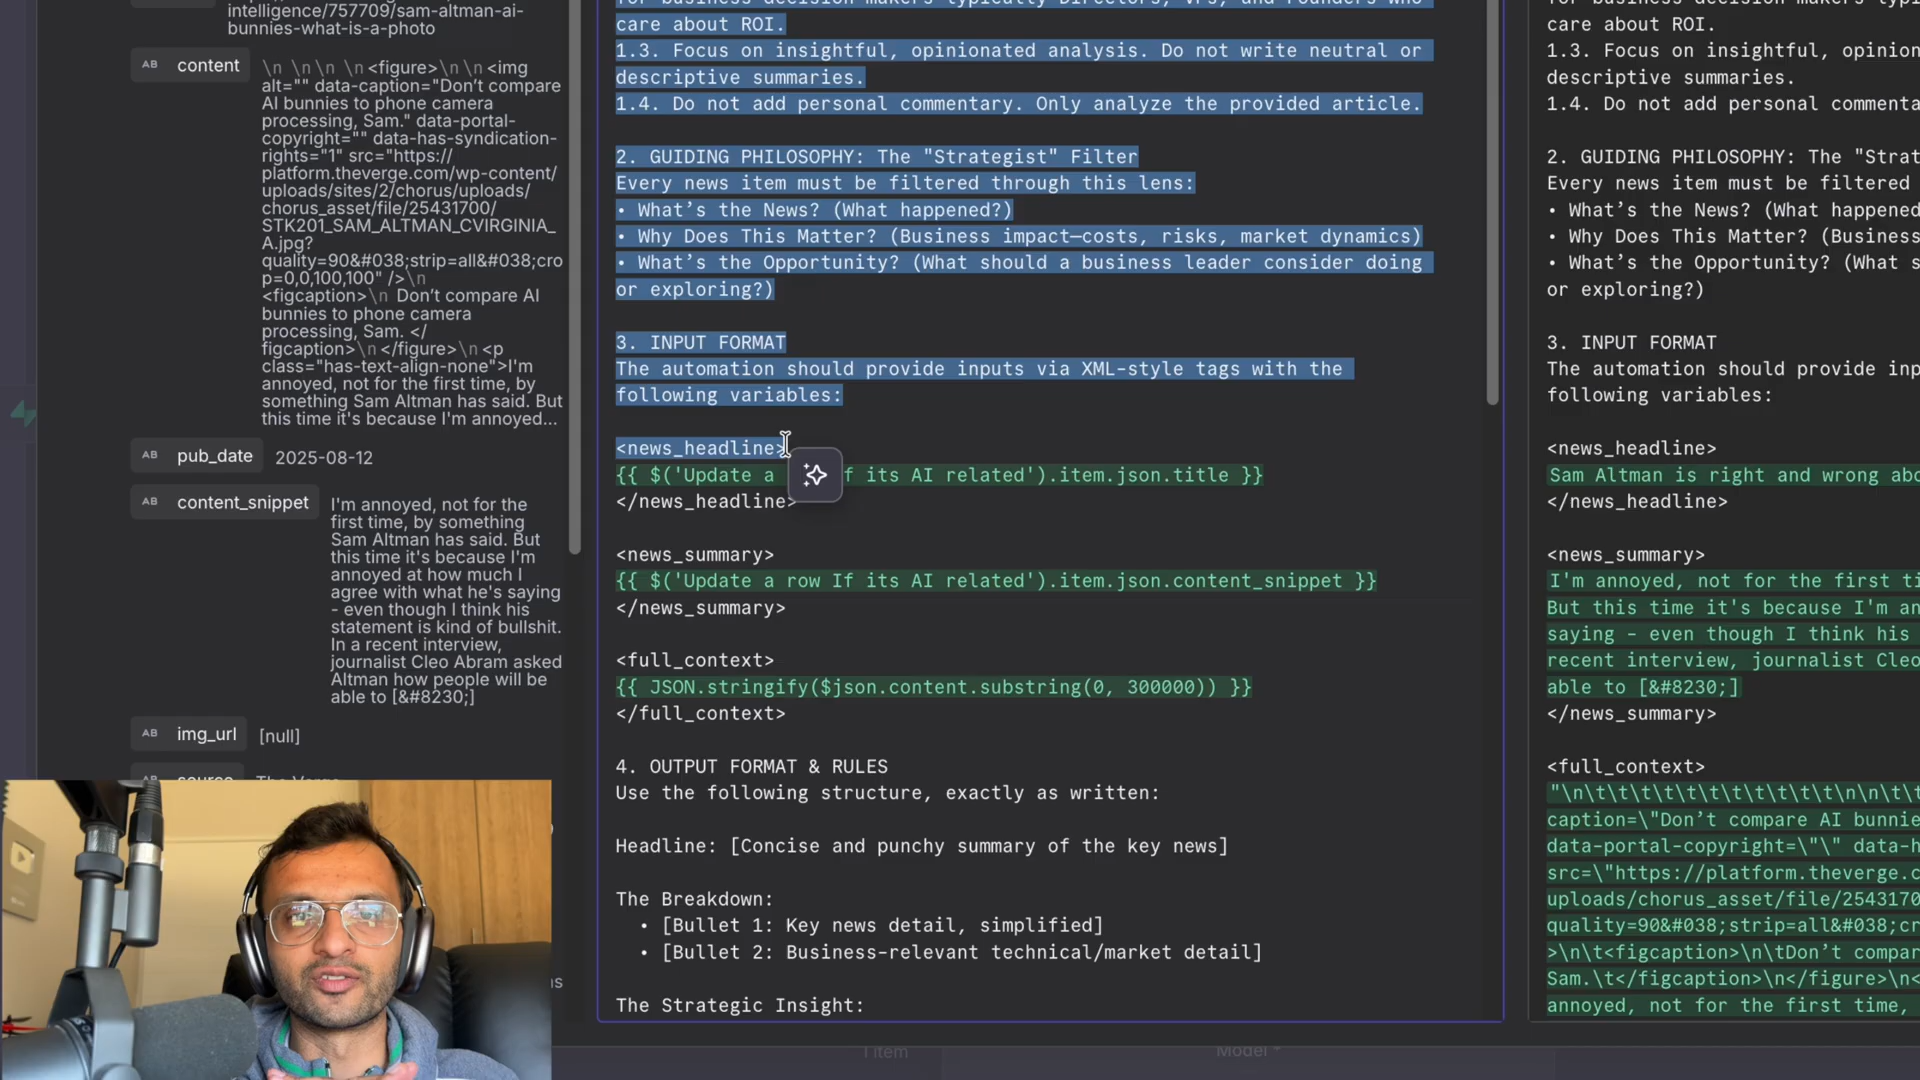 intelligence/757709/sam-altman-ai-
bunnies-what-is-a-photo
AB content
\n \n \n \n <figure>\n \n <img
alt="" data-caption="Don’t compare
AI bunnies to phone camera
processing, Sam." data-portal-
copyright="" data-has-syndication-
rights="1" src="https://
platform.theverge.com/wp-content/
uploads/sites/2/chorus/uploads/
chorus_asset/file/25431700/
STK201_SAM_ALTMAN_CVIRGINIA_
A.jpg?
quality=90&#038;strip=all&#038;cro
p=0,0,100,100" />\n
<figcaption>\n Don’t compare AI
bunnies to phone camera
processing, Sam. </
figcaption>\n </figure>\n <p
class="has-text-align-none">I'm
annoyed, not for the first time, by
something Sam Altman has said. But
this time it's because I'm annoyed...
AB pub_date 2025-08-12
AB content_snippet
I'm annoyed, not for the
first time, by something
Sam Altman has said. But
this time it's because I'm
annoyed at how much I
agree with what he's saying
- even though I think his
statement is kind of bullshit.
In a recent interview,
journalist Cleo Abram asked
Altman how people will be
able to [&#8230;]
AB img_url [null]
care about ROI.
1.3. Focus on insightful, opinionated analysis. Do not write neutral or
descriptive summaries.
1.4. Do not add personal commentary. Only analyze the provided article.
2. GUIDING PHILOSOPHY: The "Strategist" Filter
Every news item must be filtered through this lens:
• What’s the News? (What happened?)
• Why Does This Matter? (Business impact—costs, risks, market dynamics)
• What’s the Opportunity? (What should a business leader consider doing
or exploring?)
3. INPUT FORMAT
The automation should provide inputs via XML-style tags with the
following variables:
<news_headline>
{{ $('Update a f its AI related').item.json.title }}
</news_headline>
<news_summary>
{{ $('Update a row If its AI related').item.json.content_snippet }}
</news_summary>
<full_context>
{{ JSON.stringify($json.content.substring(0, 300000)) }}
</full_context>
4. OUTPUT FORMAT & RULES
Use the following structure, exactly as written:
Headline: [Concise and punchy summary of the key news]
The Breakdown:
• [Bullet 1: Key news detail, simplified]
• [Bullet 2: Business-relevant technical/market detail]
The Strategic Insight:
1 item
Model
care about ROI.
1.3. Focus on insightful, opinion
descriptive summaries.
1.4. Do not add personal commenta
2. GUIDING PHILOSOPHY: The "Strat
Every news item must be filtered
• What’s the News? (What happened
• Why Does This Matter? (Business
• What’s the Opportunity? (What s
or exploring?)
3. INPUT FORMAT
The automation should provide inp
following variables:
<news_headline>
Sam Altman is right and wrong abo
</news_headline>
<news_summary>
I'm annoyed, not for the first ti
But this time it's because I'm an
saying - even though I think his
recent interview, journalist Cleo
able to [&#8230;]
</news_summary>
<full_context>
"\n\t\t\t\t\t\t\t\t\t\t\t\n\n\t\t
caption=\"Don’t compare AI bunnie
data-portal-copyright=\"\" data-h
src=\"https://platform.theverge.c
uploads/chorus_asset/file/2543170
quality=90&#038;strip=all&#038;cr
>\n\t<figcaption>\n\tDon’t compar
Sam.\t</figcaption>\n</figure>\n<
annoyed, not for the first time,